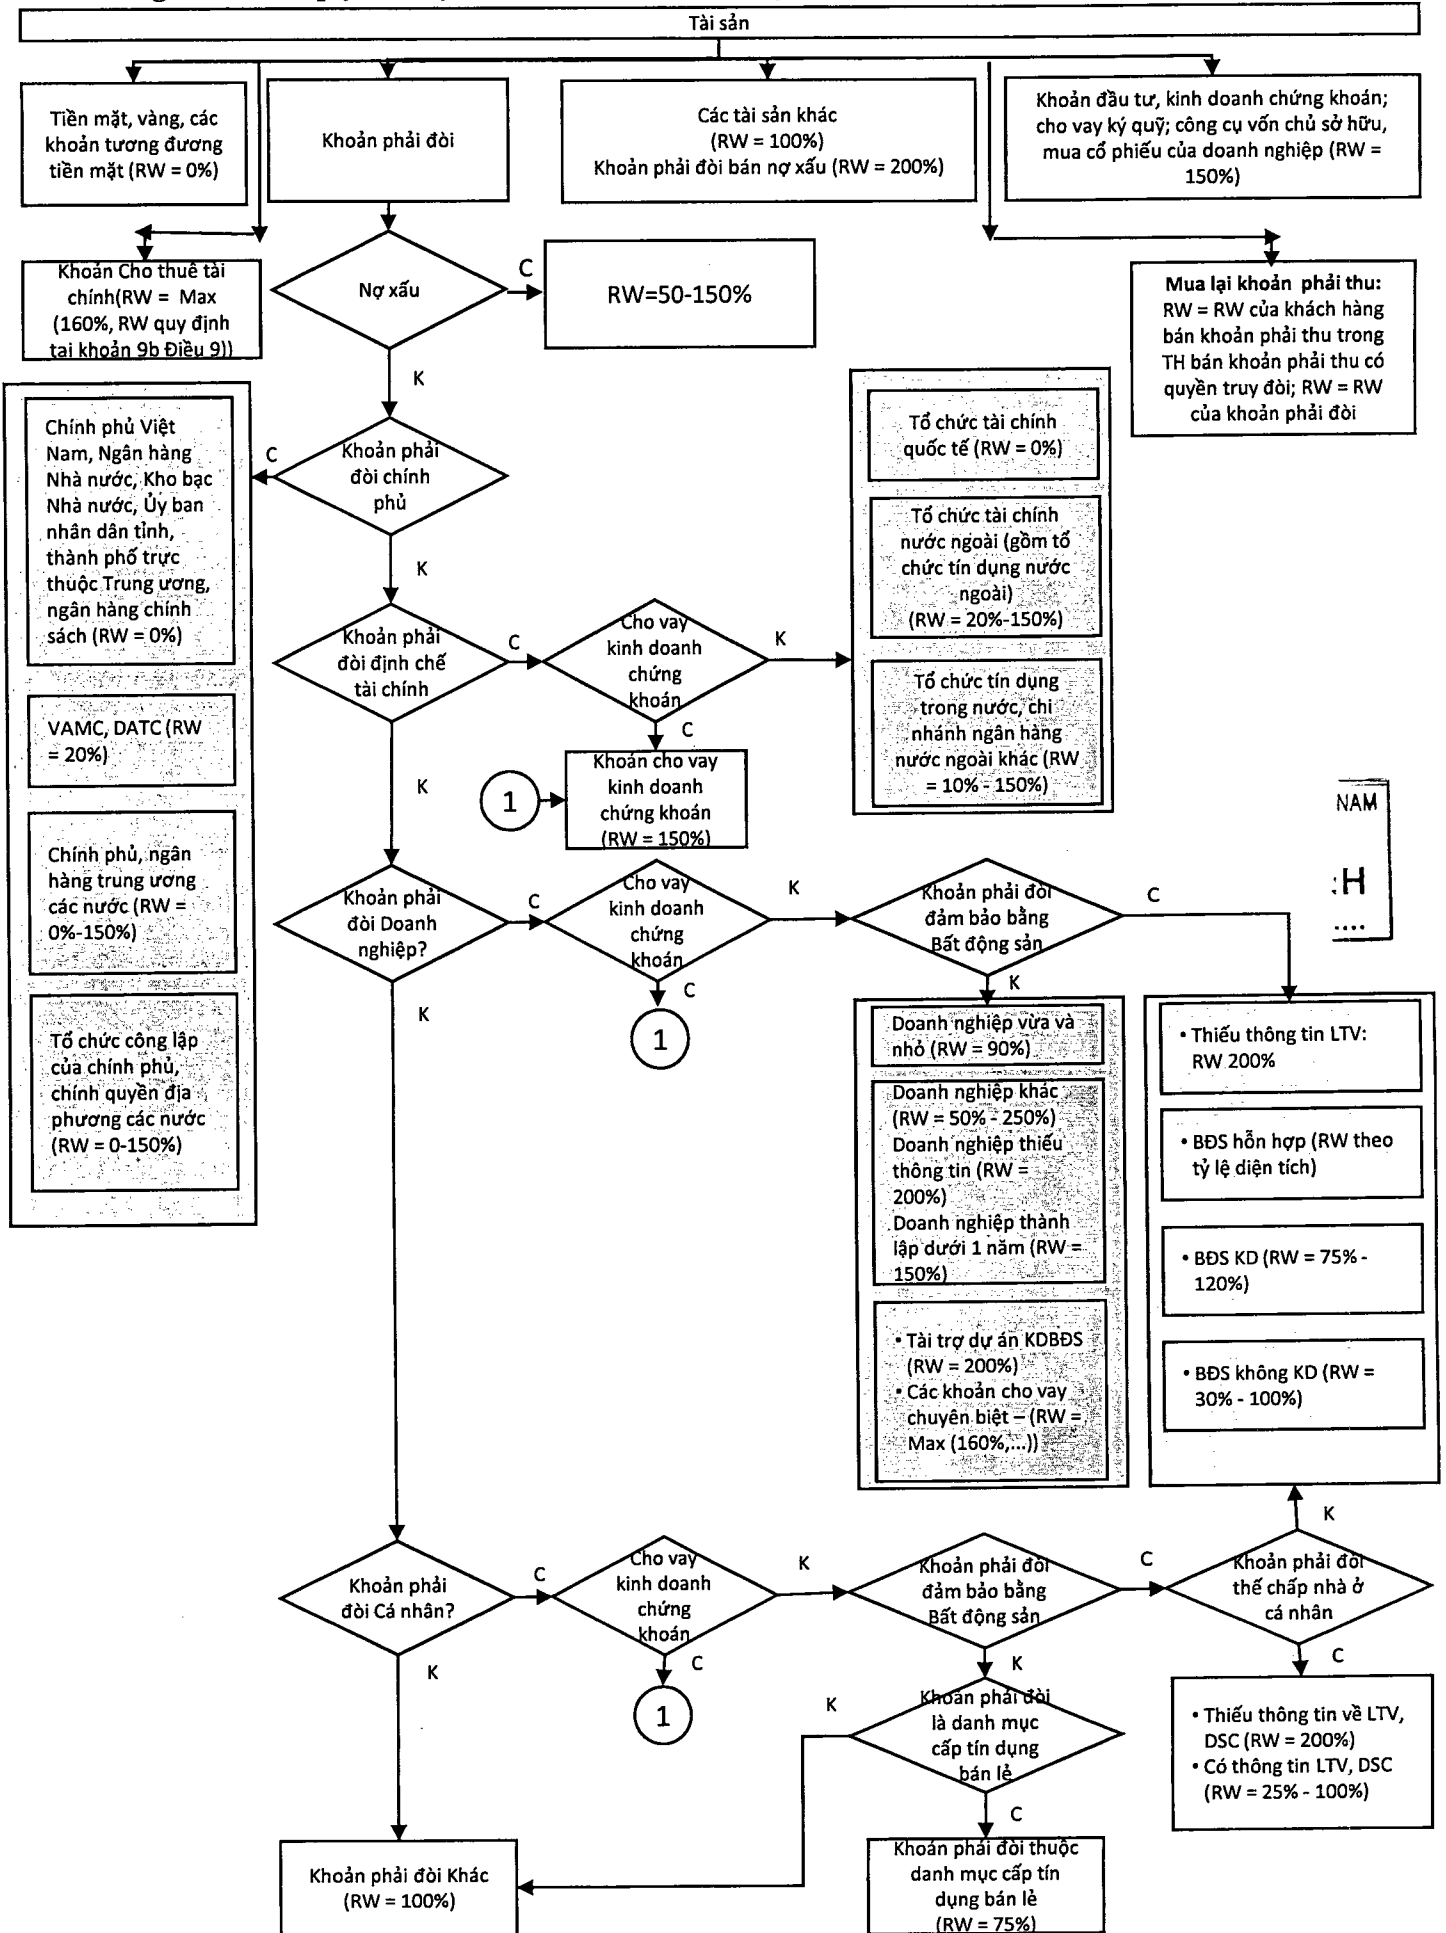 Tài sản
Tiền mặt, vàng, các
khoản tương đương
tiền mặt (RW = 0%)
Khoản phải đòi
Các tài sản khác
(RW = 100%)
Khoản phải đòi bán nợ xấu (RW = 200%)
Khoản đầu tư, kinh doanh chứng khoán;
cho vay ký quỹ; công cụ vốn chủ sở hữu,
mua cổ phiếu của doanh nghiệp (RW =
150%)
Khoản Cho thuê tài
chính(RW = Max
(160%, RW quy định
tại khoản 9b Điều 9))
Nợ xấu
C
RW=50-150%
Mua lại khoản phải thu:
RW = RW của khách hàng
bán khoản phải thu trong
TH bán khoản phải thu có
quyền truy đòi; RW = RW
của khoản phải đòi
K
Chính phủ Việt
Nam, Ngân hàng
Nhà nước, Kho bạc
Nhà nước, Ủy ban
nhân dân tỉnh,
thành phố trực
thuộc Trung ương,
ngân hàng chính
sách (RW = 0%)
VAMC, DATC (RW
= 20%)
Chính phủ, ngân
hàng trung ương
các nước (RW =
0%-150%)
Tổ chức công lập
của chính phủ,
chính quyền địa
phương các nước
(RW = 0-150%)
C
Khoản phải
đòi chính
phủ
K
Khoản phải
đòi định chế
tài chính
C
Cho vay
kinh doanh
chứng
khoán
K
Tổ chức tài chính
quốc tế (RW = 0%)
Tổ chức tài chính
nước ngoài (gồm tổ
chức tín dụng nước
ngoài)
(RW = 20%-150%)
Tổ chức tín dụng
trong nước, chi
nhánh ngân hàng
nước ngoài khác (RW
= 10% - 150%)
C
1
Khoản cho vay
kinh doanh
chứng khoán
(RW = 150%)
K
NAM
H
....
Khoản phải
đòi Doanh
nghiệp?
C
Cho vay
kinh doanh
chứng
khoán
K
Khoản phải đòi
đảm bảo bằng
Bất động sản
C
C
1
K
K
Doanh nghiệp vừa và
nhỏ (RW = 90%)
Doanh nghiệp khác
(RW = 50% - 250%)
Doanh nghiệp thiếu
thông tin (RW =
200%)
Doanh nghiệp thành
lập dưới 1 năm (RW =
150%)
• Tài trợ dự án KDBĐS
(RW = 200%)
• Các khoản cho vay
chuyên biệt – (RW =
Max (160%,...))
• Thiếu thông tin LTV:
RW 200%
• BĐS hỗn hợp (RW theo
tỷ lệ diện tích)
• BĐS KD (RW = 75% -
120%)
• BĐS không KD (RW =
30% - 100%)
K
Khoản phải
đòi Cá nhân?
C
Cho vay
kinh doanh
chứng
khoán
K
Khoản phải đòi
đảm bảo bằng
Bất động sản
C
Khoản phải đòi
thế chấp nhà ở
cá nhân
K
C
1
K
C
K
Khoản phải đòi
là danh mục
cấp tín dụng
bán lẻ
• Thiếu thông tin về LTV,
DSC (RW = 200%)
• Có thông tin LTV, DSC
(RW = 25% - 100%)
C
Khoản phải đòi Khác
(RW = 100%)
Khoản phải đòi thuộc
danh mục cấp tín
dụng bán lẻ
(RW = 75%)